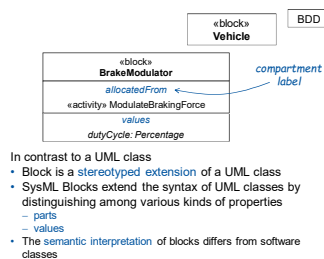 «block»
Vehicle
BDD
«block»
BrakeModulator
allocatedFrom
«activity» ModulateBrakingForce
values
dutyCycle: Percentage
compartment
label
In contrast to a UML class
• Block is a stereotyped extension of a UML class
• SysML Blocks extend the syntax of UML classes by
distinguishing among various kinds of properties
– parts
– values
• The semantic interpretation of blocks differs from software
classes